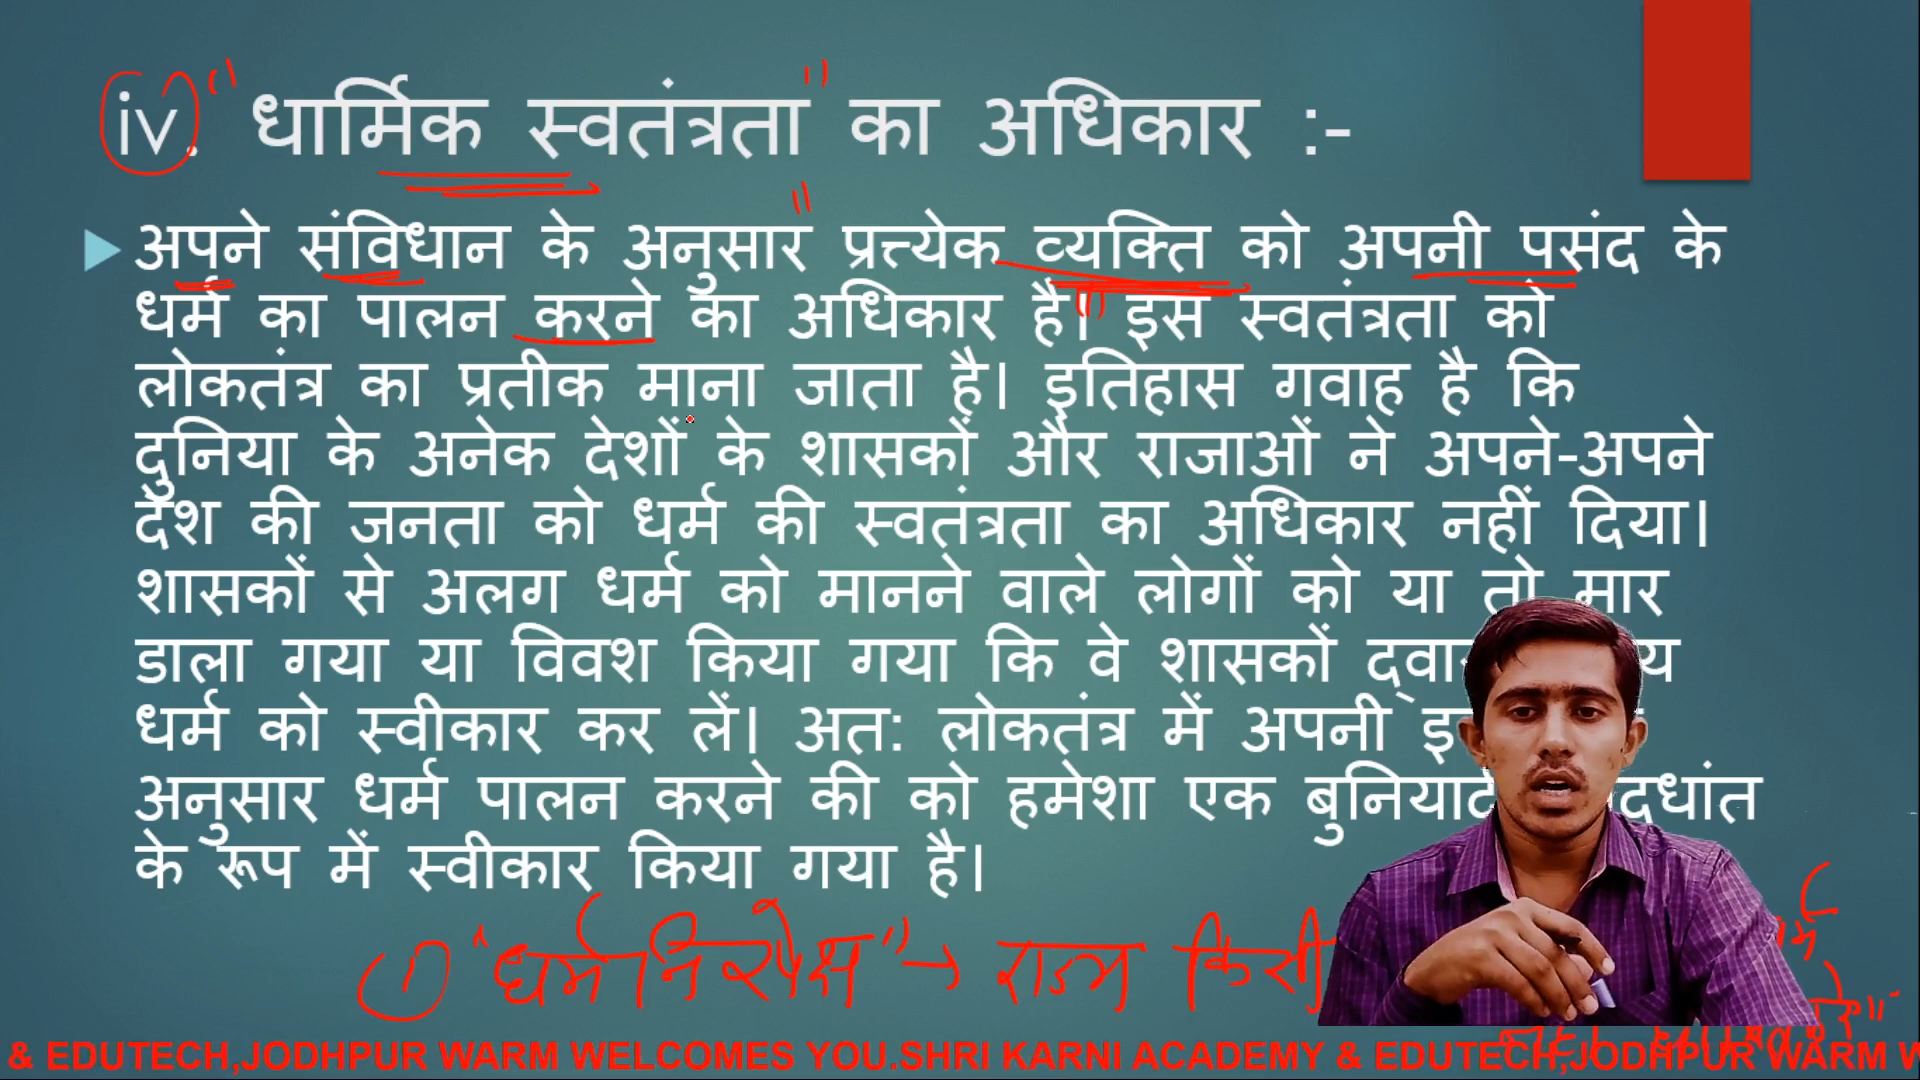 iv. धार्मिक स्वतंत्रता का अधिकार :-
अपने संविधान के अनुसार प्रत्त्येक व्यक्ति को अपनी पसंद के
धर्म का पालन करने का अधिकार है। इस स्वतंत्रता को
लोकतंत्र का प्रतीक माना जाता है। इतिहास गवाह है कि
दुनिया के अनेक देशों के शासकों और राजाओं ने अपने-अपने
देश की जनता को धर्म की स्वतंत्रता का अधिकार नहीं दिया।
शासकों से अलग धर्म को मानने वाले लोगों को या तो मार
डाला गया या विवश किया गया कि वे शासकों
धर्म को स्वीकार कर लें। अत: लोकतंत्र में अपनी
अनुसार धर्म पालन करने की को हमेशा एक
के रूप में स्वीकार किया गया है।
① "धर्म निरपेक्ष" → राज्य किसी
& EDUTECH,JODHPUR WARM WELCOMES YOU.SHRI KARNI ACADEMY & EDUTECH,JODHPUR WARM W